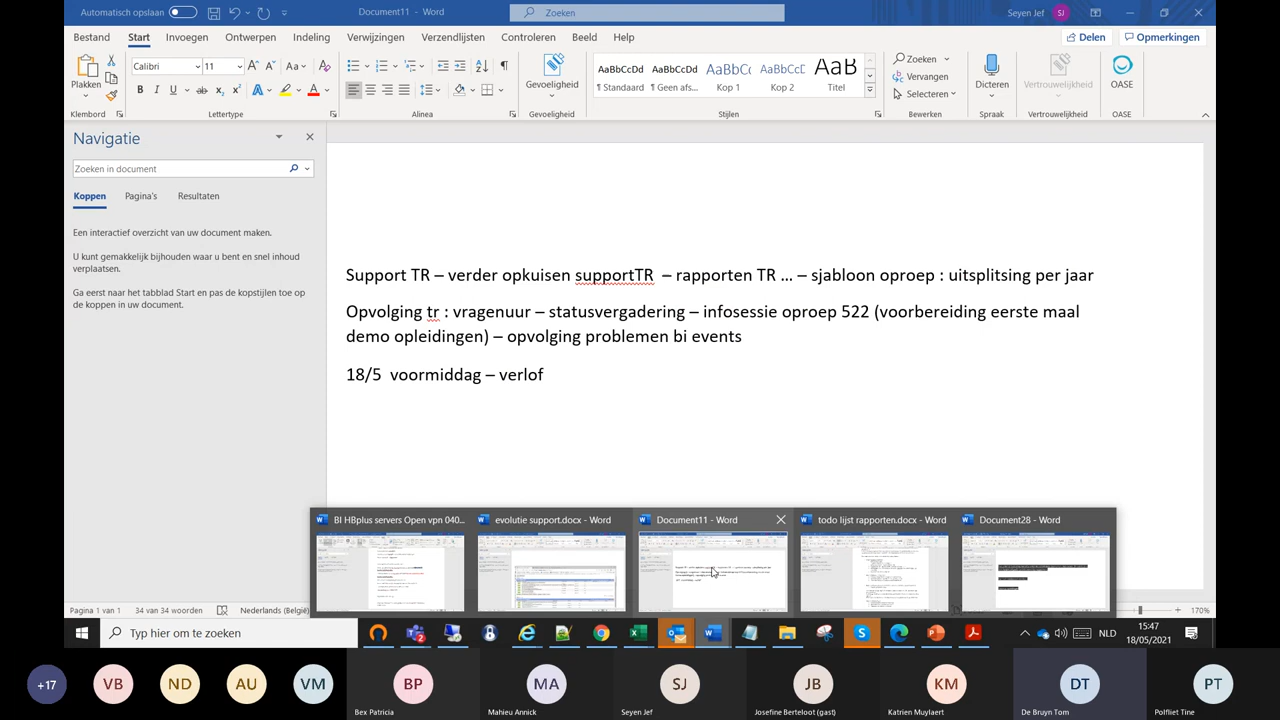 Automatisch opslaan
Document11 - Word
Zoeken
Seyen Jef
SJ
Bestand
Start
Invoegen
Ontwerpen
Indeling
Verwijzingen
Verzendlijsten
Controleren
Beeld
Help
Delen
Opmerkingen
Plakken
Calibri
11
Gevoeligheid
AaBbCcDd
¶ Standaard
AaBbCcDd
¶ Geen afs...
AaBbCc
Kop 1
AaBbCcD
Kop 2
AaB
Titel
Zoeken
Vervangen
Selecteren
Dicteren
Vertrouwelijkheid
OASE
Klembord
Lettertype
Alinea
Gevoeligheid
Stijlen
Bewerken
Spraak
Vertrouwelijkheid
OASE
Navigatie
Zoeken in document
Koppen
Pagina's
Resultaten
Een interactief overzicht van uw document maken.
U kunt gemakkelijk bijhouden waar u bent en snel inhoud
verplaatsen.
Ga eerst naar het tabblad Start en pas de kopstijlen toe op
de koppen in uw document.
Support TR – verder opkuisen supportTR – rapporten TR ... – sjabloon oproep : uitsplitsing per jaar
Opvolging tr : vragenuur – statusvergadering – infosessie oproep 522 (voorbereiding eerste maal
demo opleidingen) – opvolging problemen bi events
18/5 voormiddag – verlof
BI HBplus servers Open vpn 040...
evolutie support.docx - Word
Document11 - Word
todo lijst rapporten.docx - Word
Document28 - Word
Pagina 1 van 1
34 van 34 woorden
Nederlands (België)
170%
Typ hier om te zoeken
NLD
15:47
18/05/2021
+17
VB
ND
AU
VM
BP
Bex Patricia
MA
Mahieu Annick
SJ
Seyen Jef
JB
Josefine Berteloot (gast)
KM
Katrien Muylaert
DT
De Bruyn Tom
PT
Polfliet Tine